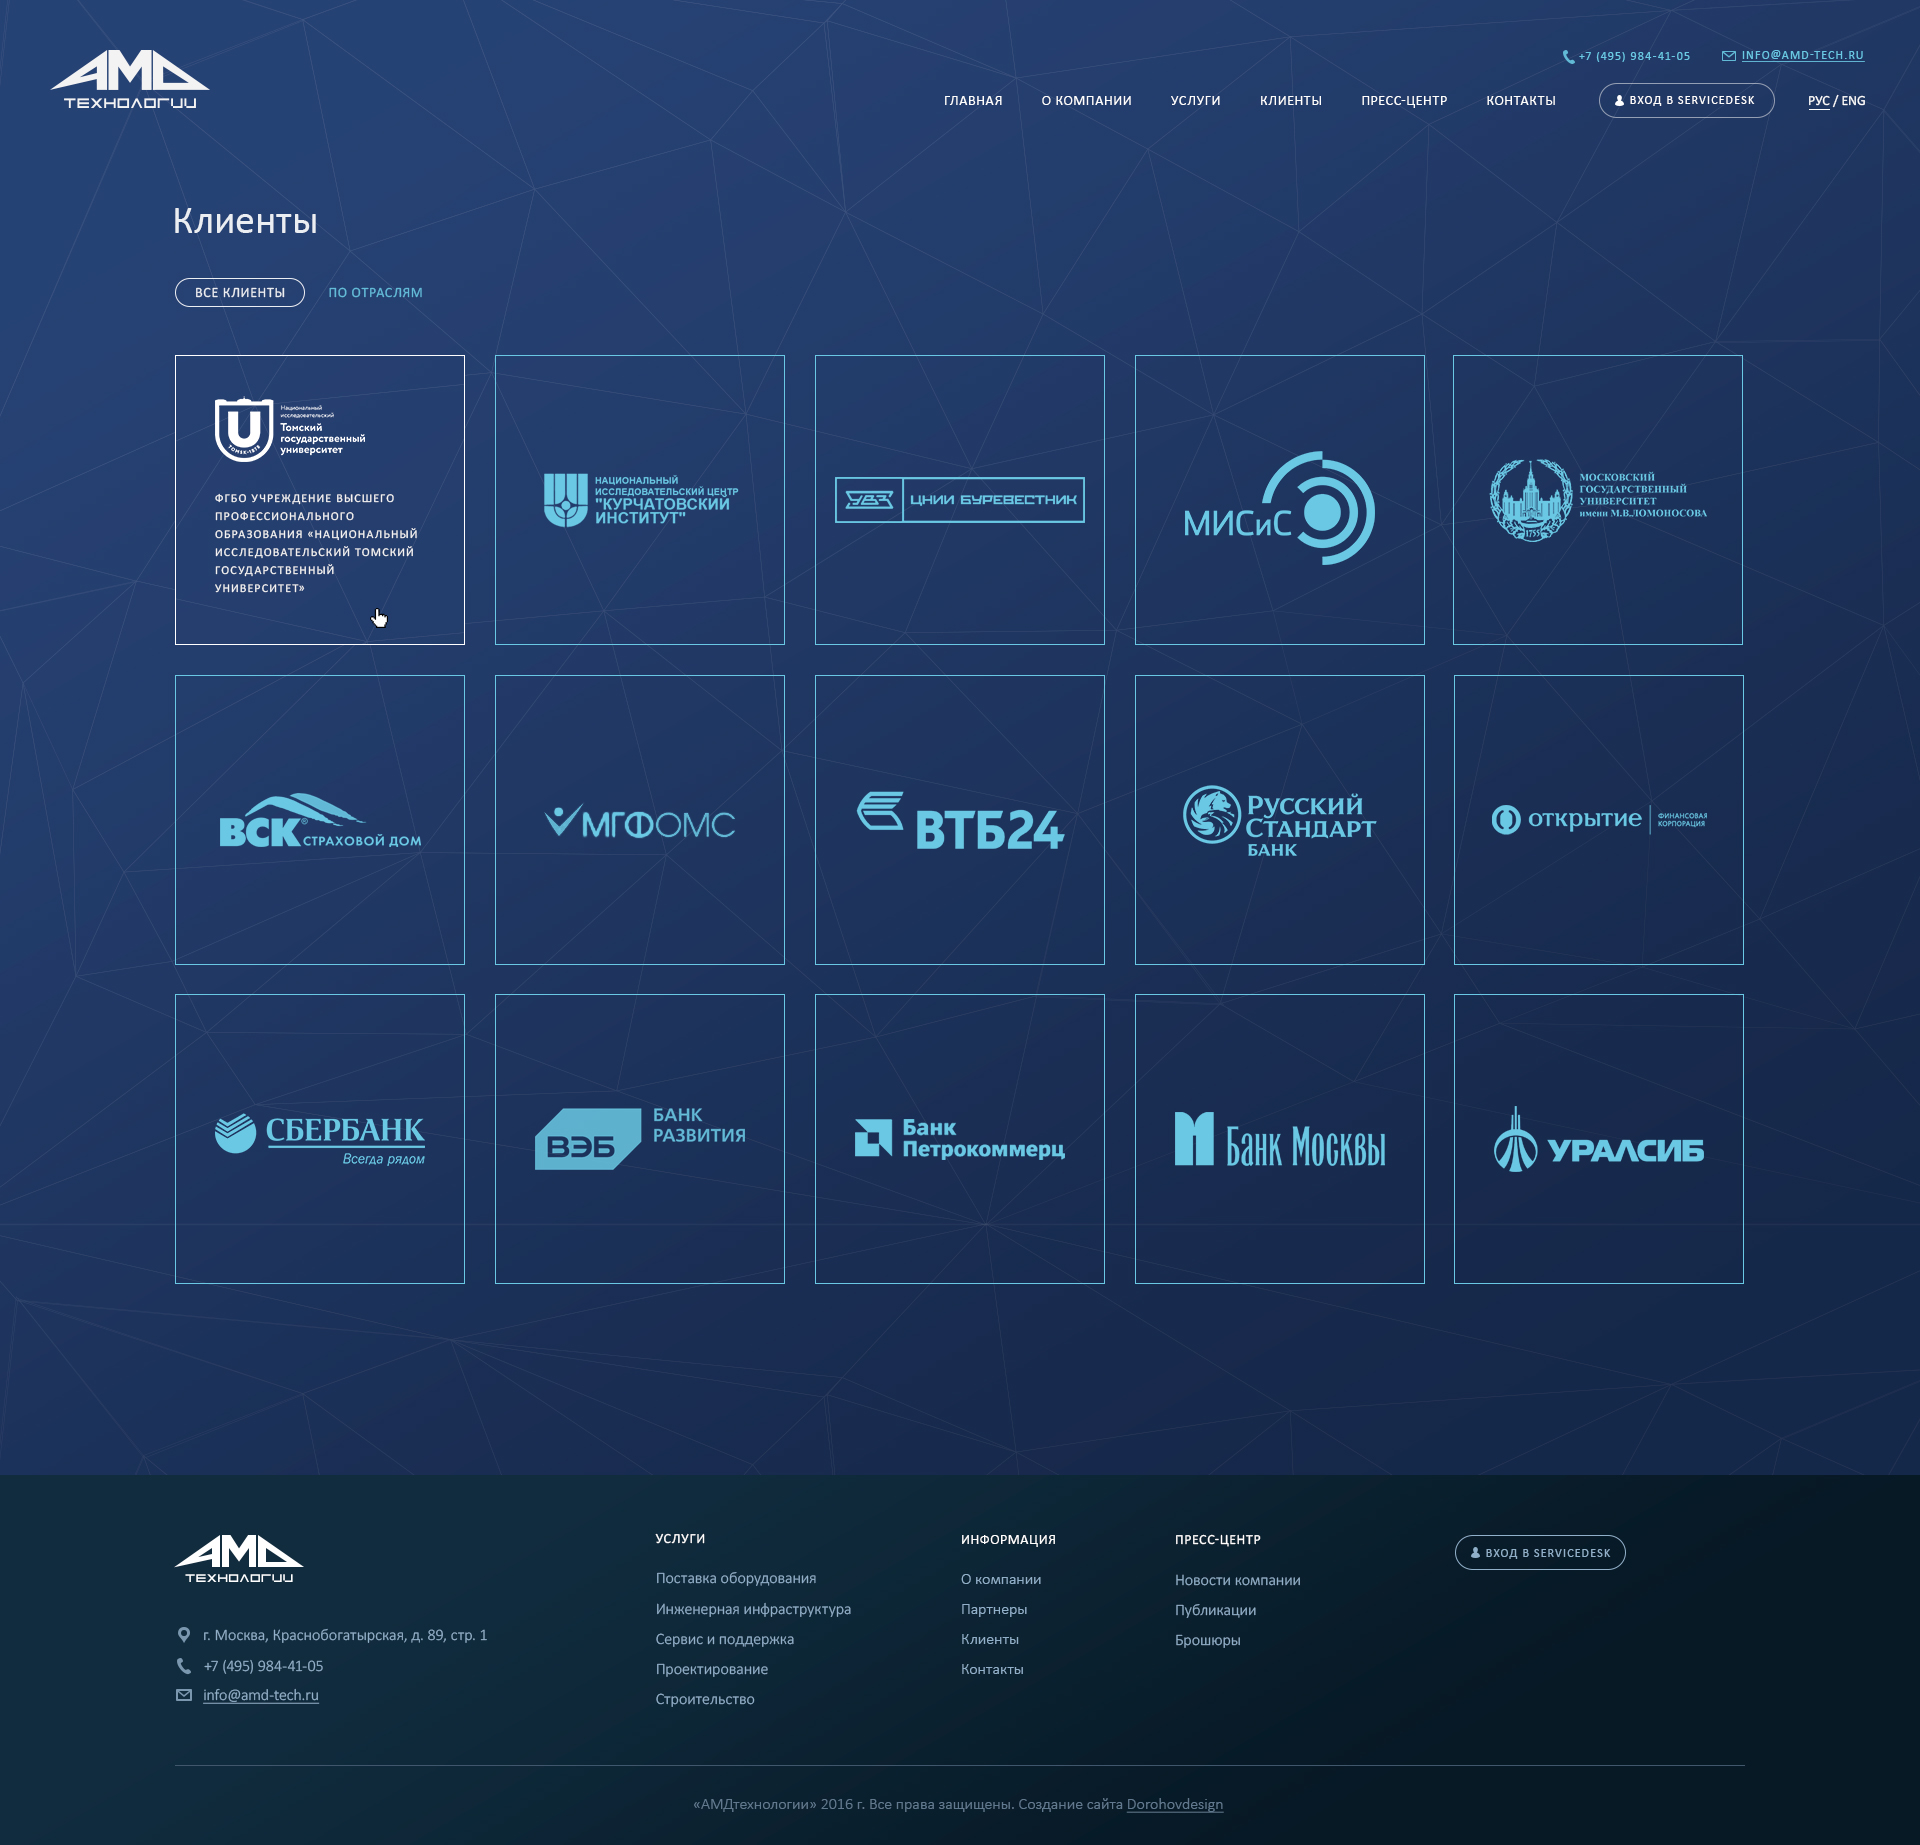 АМД
ТЕХНОЛОГИИ
+7 (495) 984-41-05
INFO@AMD-TECH.RU
ГЛАВНАЯ
О КОМПАНИИ
УСЛУГИ
КЛИЕНТЫ
ПРЕСС-ЦЕНТР
КОНТАКТЫ
ВХОД В SERVICEDESK
РУС / ENG
Клиенты
ВСЕ КЛИЕНТЫ
ПО ОТРАСЛЯМ
U
TOMSK·1878
Национальный
исследовательский
Томский
государственный
университет
ФГБО УЧРЕЖДЕНИЕ ВЫСШЕГО
ПРОФЕССИОНАЛЬНОГО
ОБРАЗОВАНИЯ «НАЦИОНАЛЬНЫЙ
ИССЛЕДОВАТЕЛЬСКИЙ ТОМСКИЙ
ГОСУДАРСТВЕННЫЙ
УНИВЕРСИТЕТ»
НАЦИОНАЛЬНЫЙ
ИССЛЕДОВАТЕЛЬСКИЙ ЦЕНТР
"КУРЧАТОВСКИЙ
ИНСТИТУТ"
УВЗ
ЦНИИ БУРЕВЕСТНИК
МИСиС
1755
МОСКОВСКИЙ
ГОСУДАРСТВЕННЫЙ
УНИВЕРСИТЕТ
имени М.В.ЛОМОНОСОВА
ВСК®
СТРАХОВОЙ ДОМ
МГФОМС
ВТБ24
РУССКИЙ
СТАНДАРТ
БАНК
открытие
ФИНАНСОВАЯ
КОРПОРАЦИЯ
СБЕРБАНК
Всегда рядом
ВЭБ
БАНК
РАЗВИТИЯ
Банк
Петрокоммерц
Банк Москвы
УРАЛСИБ
АМД
ТЕХНОЛОГИИ
г. Москва, Краснобогатырская, д. 89, стр. 1
+7 (495) 984-41-05
info@amd-tech.ru
УСЛУГИ
Поставка оборудования
Инженерная инфраструктура
Сервис и поддержка
Проектирование
Строительство
ИНФОРМАЦИЯ
О компании
Партнеры
Клиенты
Контакты
ПРЕСС-ЦЕНТР
Новости компании
Публикации
Брошюры
ВХОД В SERVICEDESK
«АМДтехнологии» 2016 г. Все права защищены. Создание сайта Dorohovdesign